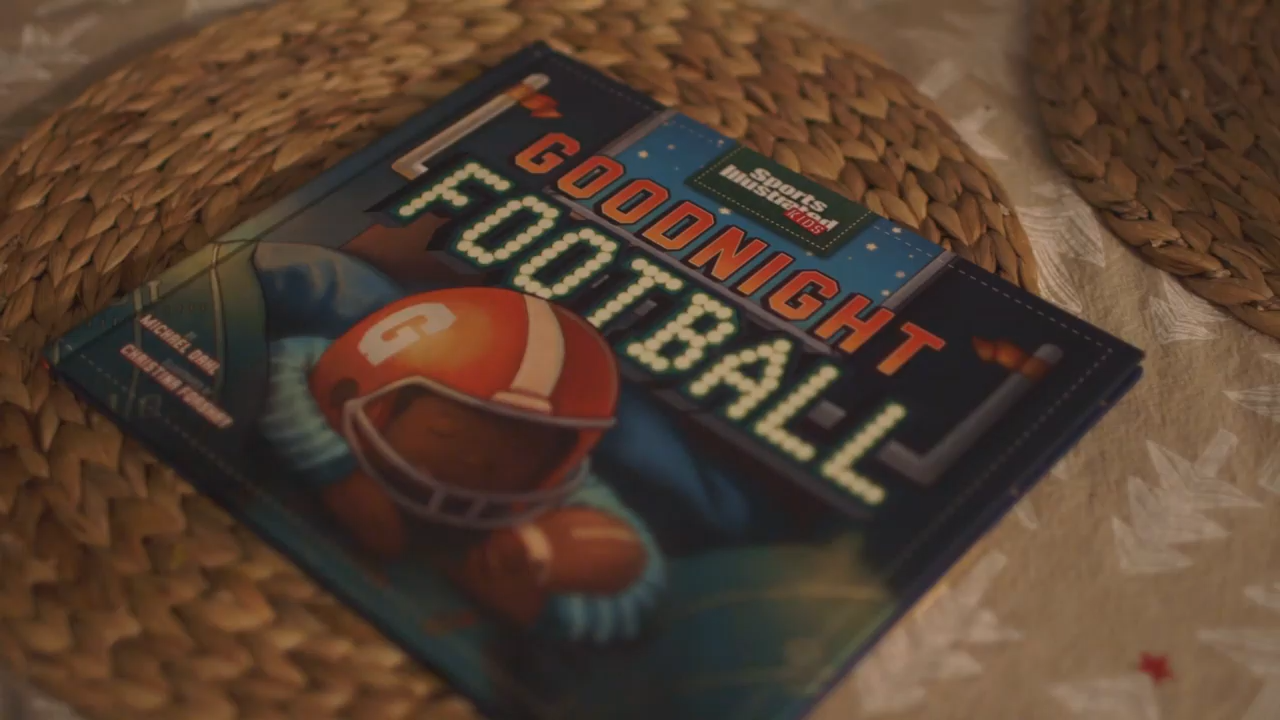 GOODNIGHT
FOOTBALL
Sports
Illustrated
KIDS
G
MICHAEL DAHL
CHRISTINA FORSHAY